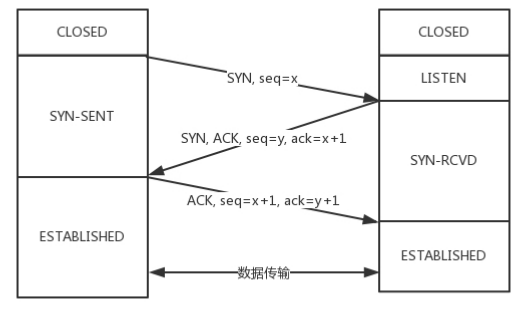 CLOSED
CLOSED
SYN, seq=x
LISTEN
SYN-SENT
SYN, ACK, seq=y, ack=x+1
SYN-RCVD
ACK, seq=x+1, ack=y+1
ESTABLISHED
ESTABLISHED
数据传输